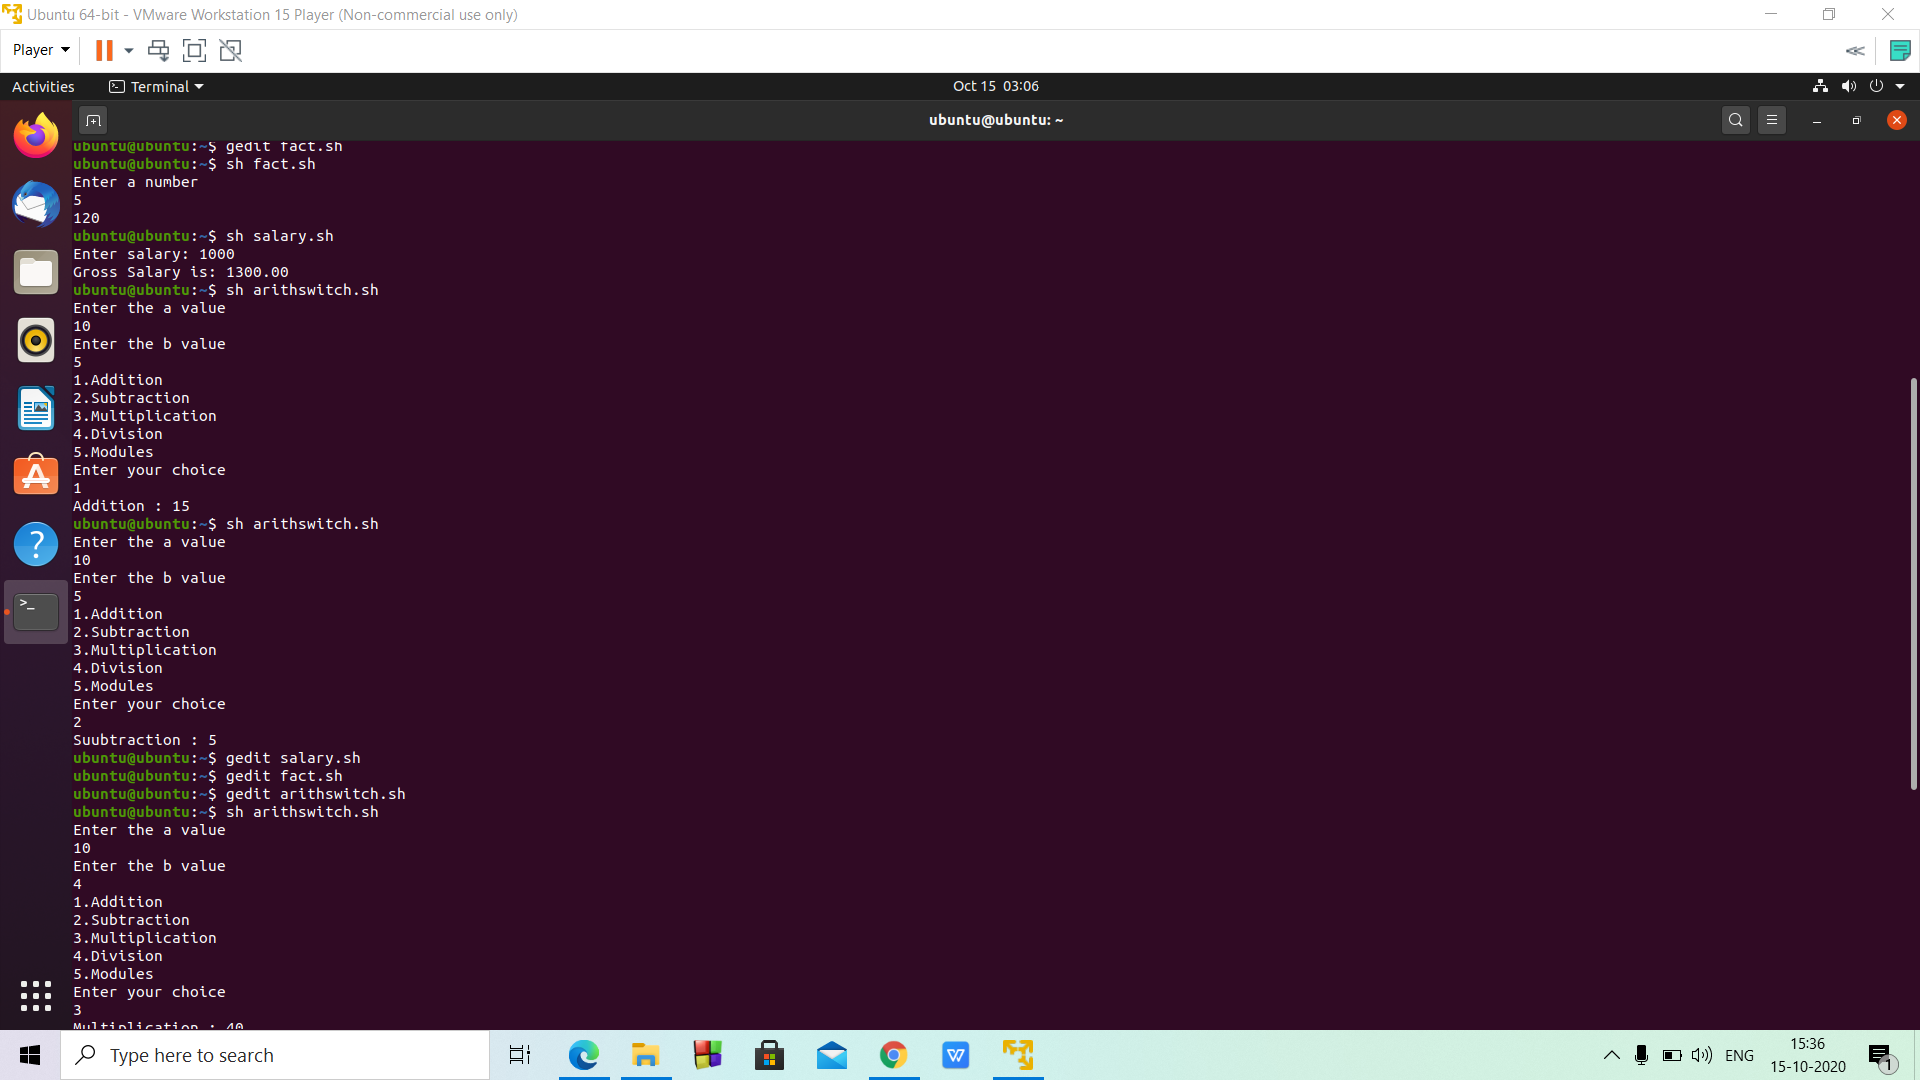 Ubuntu 64-bit - VMware Workstation 15 Player (Non-commercial use only)
Player
Activities
Terminal
Oct 15 03:06
ubuntu@ubuntu: ~
ubuntu@ubuntu:~$ gedit fact.sh
ubuntu@ubuntu:~$ sh fact.sh
Enter a number
5
120
ubuntu@ubuntu:~$ sh salary.sh
Enter salary: 1000
Gross Salary is: 1300.00
ubuntu@ubuntu:~$ sh arithswitch.sh
Enter the a value
10
Enter the b value
5
1.Addition
2.Subtraction
3.Multiplication
4.Division
5.Modules
Enter your choice
1
Addition : 15
ubuntu@ubuntu:~$ sh arithswitch.sh
Enter the a value
10
Enter the b value
5
1.Addition
2.Subtraction
3.Multiplication
4.Division
5.Modules
Enter your choice
2
Suubtraction : 5
ubuntu@ubuntu:~$ gedit salary.sh
ubuntu@ubuntu:~$ gedit fact.sh
ubuntu@ubuntu:~$ gedit arithswitch.sh
ubuntu@ubuntu:~$ sh arithswitch.sh
Enter the a value
10
Enter the b value
4
1.Addition
2.Subtraction
3.Multiplication
4.Division
5.Modules
Enter your choice
3
Multiplication : 40
Type here to search
ENG
15:36
15-10-2020
1